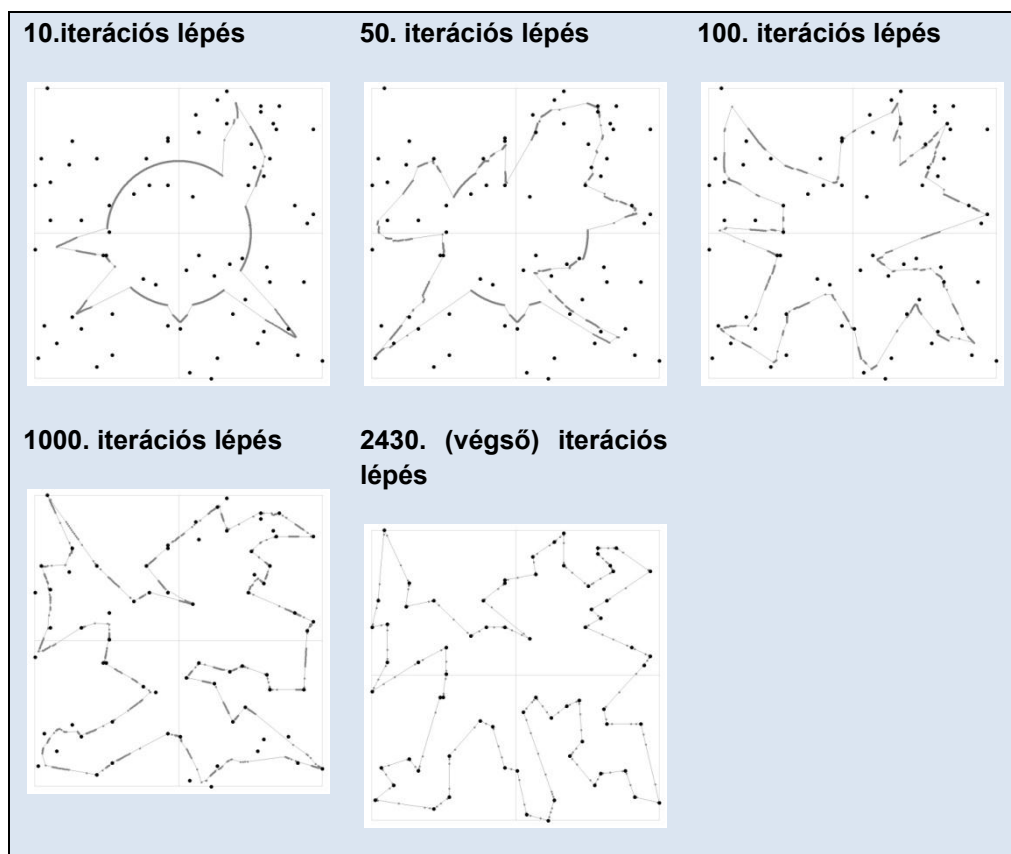 10.iterációs lépés
50. iterációs lépés
100. iterációs lépés
1000. iterációs lépés
2430. (végső) iterációs
lépés